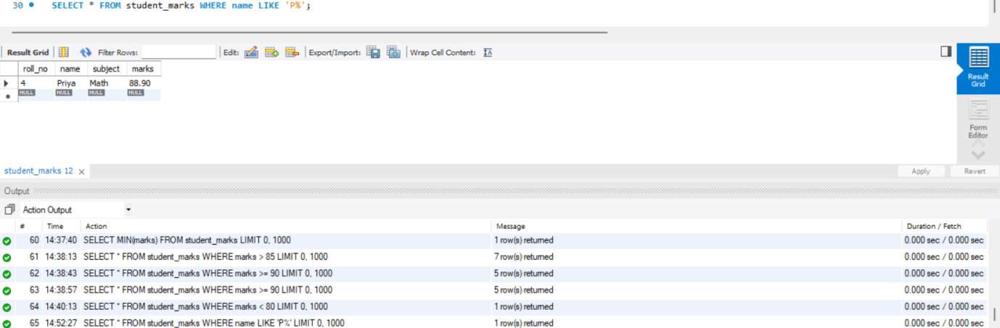 30 SELECT * FROM student_marks WHERE name LIKE 'P%';
Result Grid Filter Rows: Edit: Export/Import: Wrap Cell Content:
roll_no name subject marks
4 Priya Math 88.90
NULL NULL NULL NULL
Result Grid
Form Editor
student_marks 12 Apply Revert
Output
Action Output
# Time Action Message Duration / Fetch
60 14:37:40 SELECT MIN(marks) FROM student_marks LIMIT 0, 1000 1 row(s) returned 0.000 sec / 0.000 sec
61 14:38:13 SELECT * FROM student_marks WHERE marks > 85 LIMIT 0, 1000 7 row(s) returned 0.000 sec / 0.000 sec
62 14:38:43 SELECT * FROM student_marks WHERE marks >= 90 LIMIT 0, 1000 5 row(s) returned 0.000 sec / 0.000 sec
63 14:38:57 SELECT * FROM student_marks WHERE marks >= 90 LIMIT 0, 1000 5 row(s) returned 0.000 sec / 0.000 sec
64 14:40:13 SELECT * FROM student_marks WHERE marks < 80 LIMIT 0, 1000 1 row(s) returned 0.000 sec / 0.000 sec
65 14:52:27 SELECT * FROM student_marks WHERE name LIKE 'P%' LIMIT 0, 1000 1 row(s) returned 0.000 sec / 0.000 sec